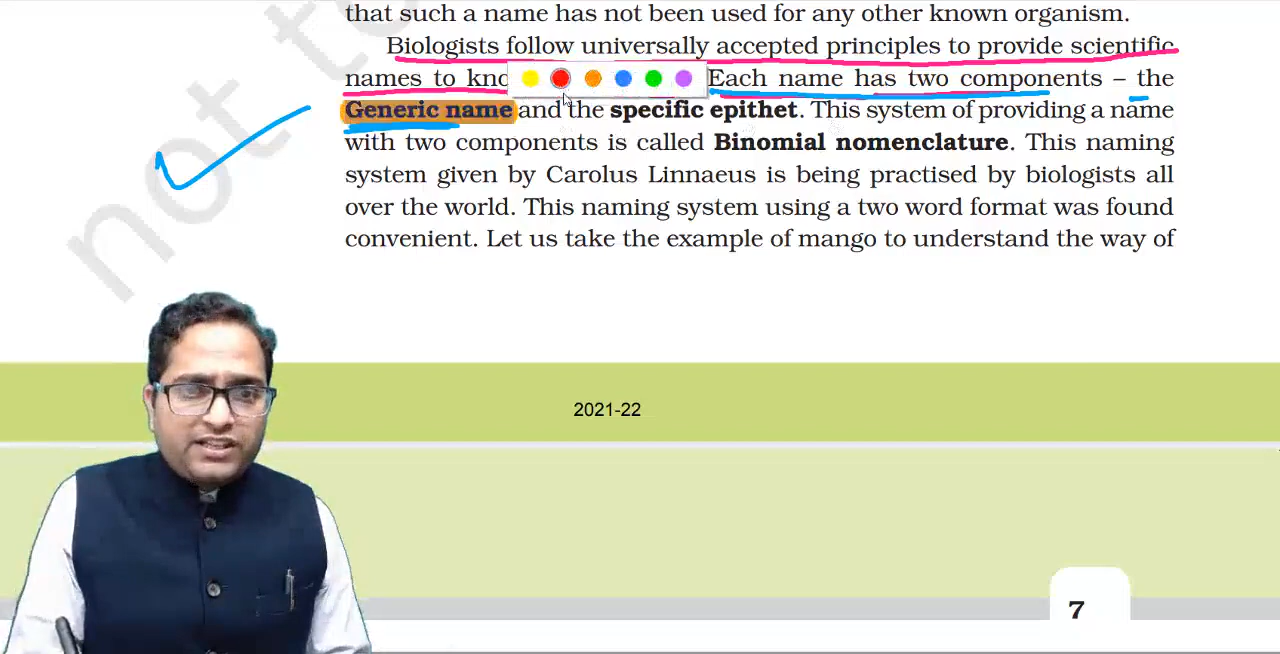 that such a name has not been used for any other known organism.
Biologists follow universally accepted principles to provide scientific
names to kno Each name has two components – the
Generic name and the specific epithet. This system of providing a name
with two components is called Binomial nomenclature. This naming
system given by Carolus Linnaeus is being practised by biologists all
over the world. This naming system using a two word format was found
convenient. Let us take the example of mango to understand the way of
not to
2021-22
7